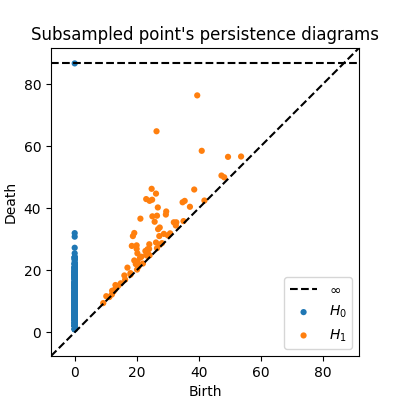 Subsampled point's persistence diagrams
Death
80
60
40
20
0
∞
H₀
H₁
0 20 40 60 80
Birth